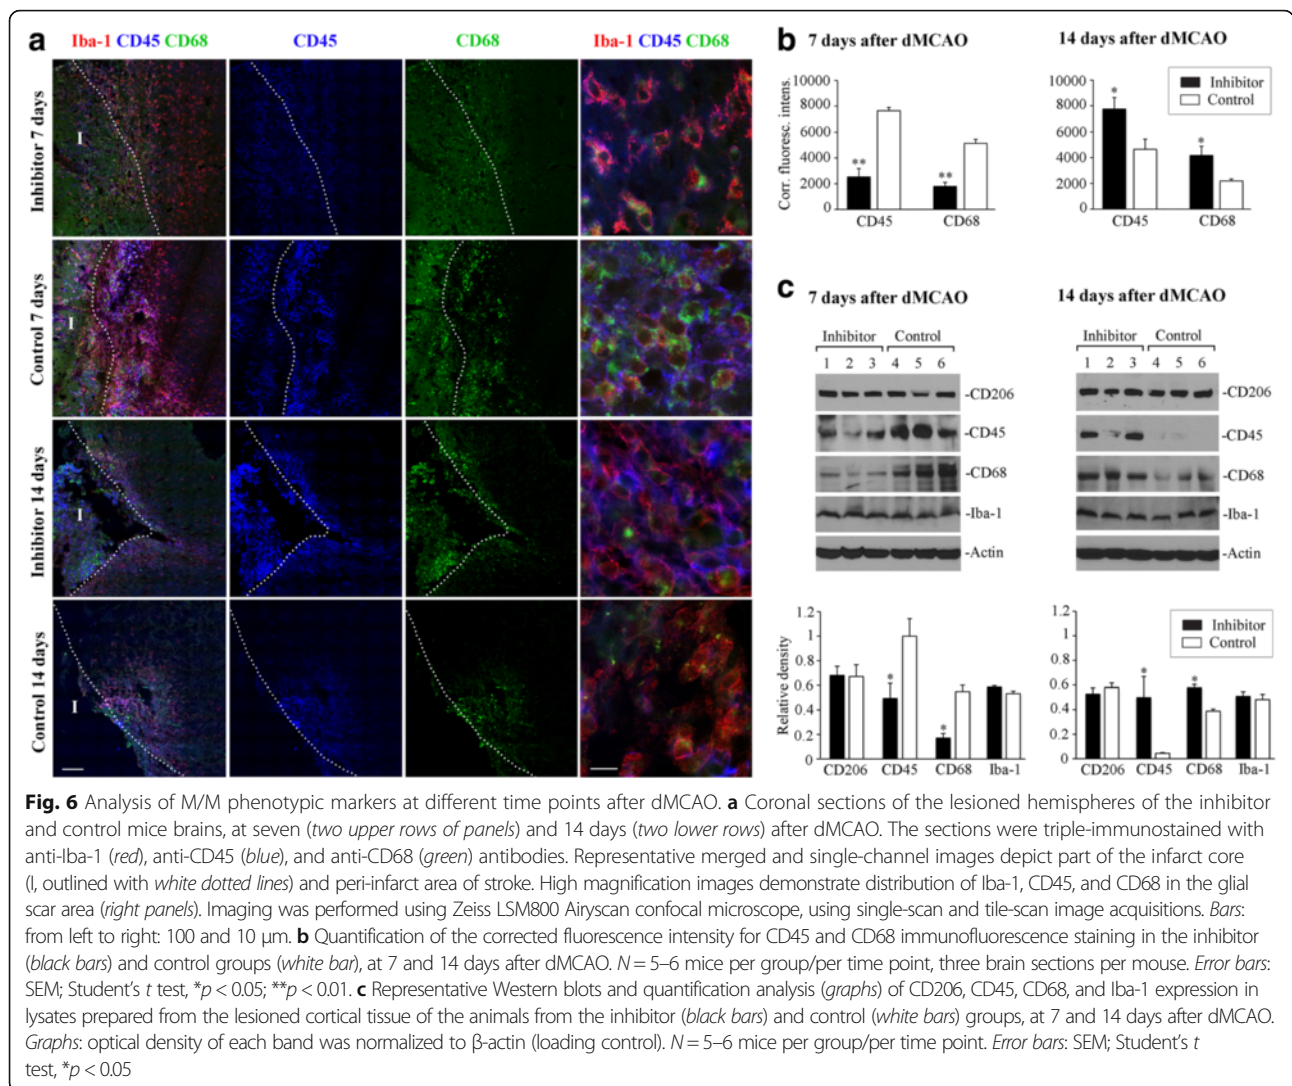 a
Iba-1 CD45 CD68
CD45
CD68
Iba-1 CD45 CD68
Inhibitor 7 days
I
Control 7 days
I
Inhibitor 14 days
I
Control 14 days
I
b
7 days after dMCAO
14 days after dMCAO
Corr. fluoresc. intens.
10000
8000
6000
4000
2000
0
**
**
CD45
CD68
10000
8000
6000
4000
2000
0
*
*
CD45
CD68
Inhibitor
Control
c
7 days after dMCAO
14 days after dMCAO
Inhibitor
Control
1 2 3 4 5 6
-CD206
-CD45
-CD68
-Iba-1
-Actin
Inhibitor
Control
1 2 3 4 5 6
-CD206
-CD45
-CD68
-Iba-1
-Actin
Relative density
1.2
1
0.8
0.6
0.4
0.2
0
*
*
CD206 CD45 CD68 Iba-1
1.2
1
0.8
0.6
0.4
0.2
0
*
*
CD206 CD45 CD68 Iba-1
Inhibitor
Control
Fig. 6 Analysis of M/M phenotypic markers at different time points after dMCAO. a Coronal sections of the lesioned hemispheres of the inhibitor
and control mice brains, at seven (two upper rows of panels) and 14 days (two lower rows) after dMCAO. The sections were triple-immunostained with
anti-Iba-1 (red), anti-CD45 (blue), and anti-CD68 (green) antibodies. Representative merged and single-channel images depict part of the infarct core
(I, outlined with white dotted lines) and peri-infarct area of stroke. High magnification images demonstrate distribution of Iba-1, CD45, and CD68 in the glial
scar area (right panels). Imaging was performed using Zeiss LSM800 Airyscan confocal microscope, using single-scan and tile-scan image acquisitions. Bars:
from left to right: 100 and 10 μm. b Quantification of the corrected fluorescence intensity for CD45 and CD68 immunofluorescence staining in the inhibitor
(black bars) and control groups (white bar), at 7 and 14 days after dMCAO. N = 5–6 mice per group/per time point, three brain sections per mouse. Error bars:
SEM; Student's t test, *p < 0.05; **p < 0.01. c Representative Western blots and quantification analysis (graphs) of CD206, CD45, CD68, and Iba-1 expression in
lysates prepared from the lesioned cortical tissue of the animals from the inhibitor (black bars) and control (white bars) groups, at 7 and 14 days after dMCAO.
Graphs: optical density of each band was normalized to β-actin (loading control). N = 5–6 mice per group/per time point. Error bars: SEM; Student's t
test, *p < 0.05